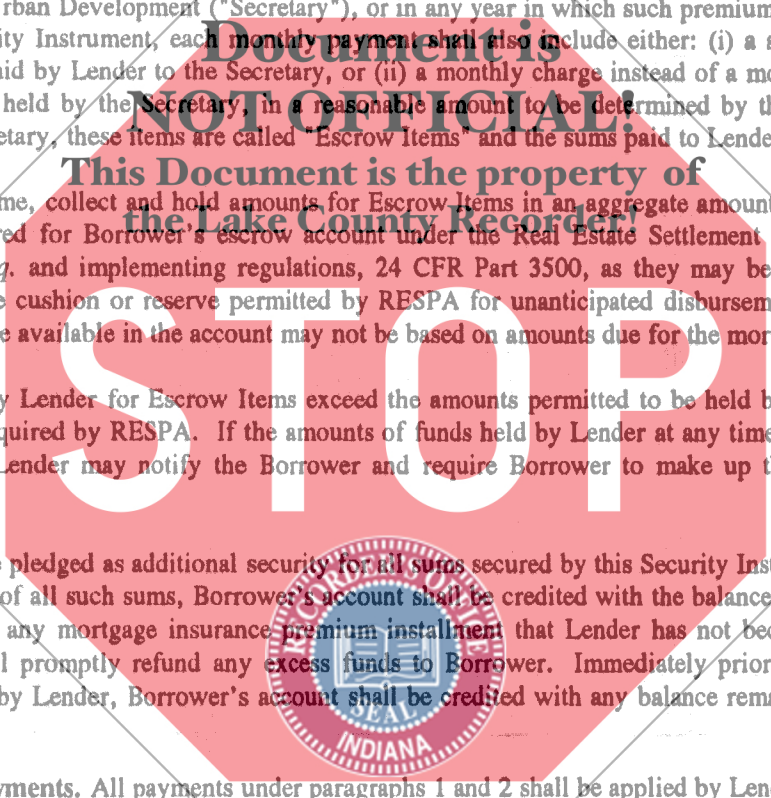 rban Development ("Secretary"), or in any year in which such premium
ity Instrument, each monthly payment shall also include either: (i) a a
Document is
aid by Lender to the Secretary, or (ii) a monthly charge instead of a mo
held by the Secretary, in a reasonable amount to be determined by th
NOT OFFICIAL!
etary, these items are called "Escrow Items" and the sums paid to Lende
This Document is the property of
me, collect and hold amounts for Escrow Items in an aggregate amount
the Lake County Recorder!
red for Borrower's escrow account under the Real Estate Settlement
q. and implementing regulations, 24 CFR Part 3500, as they may be
e cushion or reserve permitted by RESPA for unanticipated disbursem
e available in the account may not be based on amounts due for the mor
STOP
y Lender for Escrow Items exceed the amounts permitted to be held b
quired by RESPA. If the amounts of funds held by Lender at any time
Lender may notify the Borrower and require Borrower to make up t
e pledged as additional security for all sums secured by this Security Ins
of all such sums, Borrower's account shall be credited with the balance
any mortgage insurance premium installment that Lender has not bec
l promptly refund any excess funds to Borrower. Immediately prior
by Lender, Borrower's account shall be credited with any balance rema
RECORDER'S OFFICE
SEAL
INDIANA
yments. All payments under paragraphs 1 and 2 shall be applied by Lend